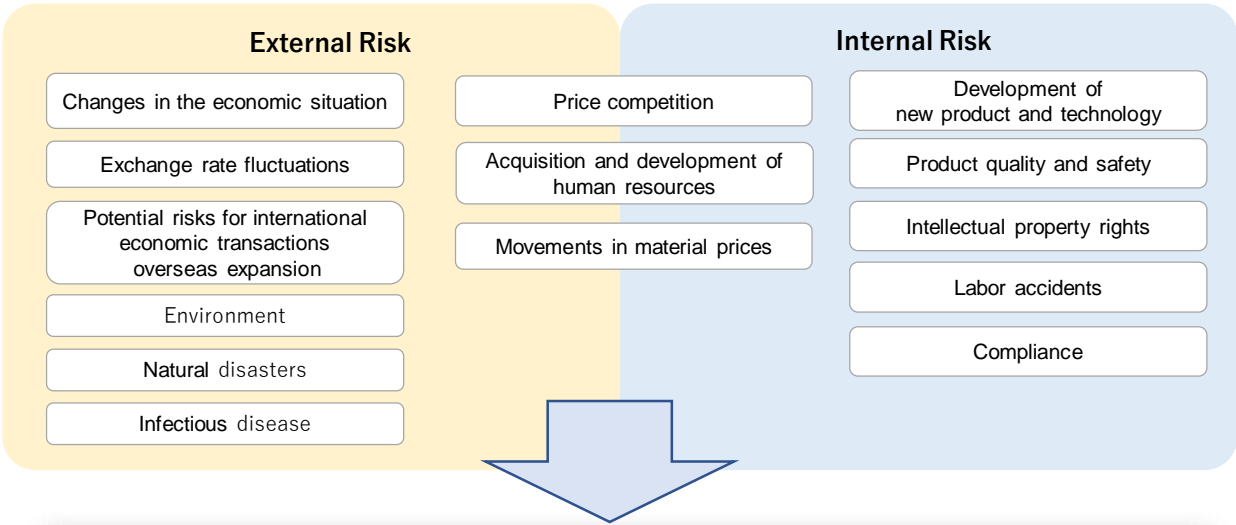 External Risk
Changes in the economic situation
Exchange rate fluctuations
Potential risks for international
economic transactions
overseas expansion
Environment
Natural disasters
Infectious disease
Price competition
Acquisition and development of
human resources
Movements in material prices
Internal Risk
Development of
new product and technology
Product quality and safety
Intellectual property rights
Labor accidents
Compliance